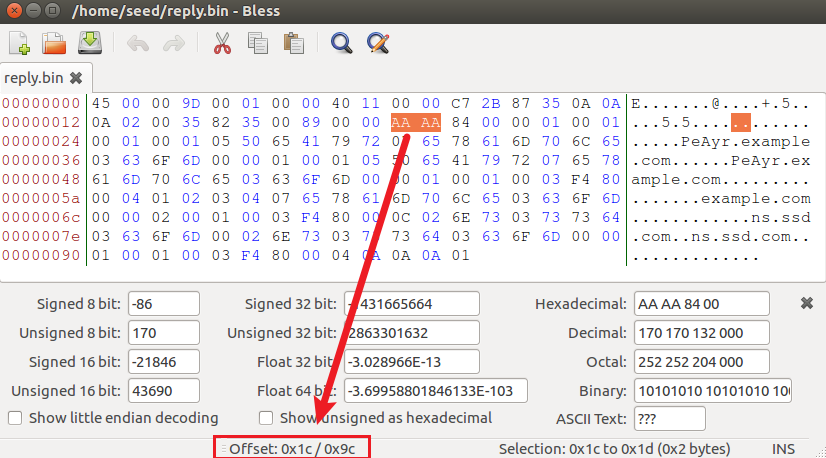 /home/seed/reply.bin - Bless
reply.bin
00000000 45 00 00 9D 00 01 00 00 40 11 00 00 C7 2B 87 35 0A 0A E.......@....+.5..
00000012 0A 02 00 35 82 35 00 89 00 00 AA AA 84 00 00 01 00 01 ...5.5............
00000024 00 01 00 01 05 50 65 41 79 72 07 65 78 61 6D 70 6C 65 .....PeAyr.example
00000036 03 63 6F 6D 00 00 01 00 01 05 50 65 41 79 72 07 65 78 .com......PeAyr.ex
00000048 61 6D 70 6C 65 03 63 6F 6D 00 00 01 00 01 00 03 F4 80 ample.com.........
0000005a 00 04 01 02 03 04 07 65 78 61 6D 70 6C 65 03 63 6F 6D .......example.com
0000006c 00 00 02 00 01 00 03 F4 80 00 0C 02 6E 73 03 73 73 64 ............ns.ssd
0000007e 03 63 6F 6D 00 02 6E 73 03 73 73 64 03 63 6F 6D 00 00 .com..ns.ssd.com..
00000090 01 00 01 00 03 F4 80 00 04 0A 0A 0A 01 .............
Signed 8 bit: -86 Signed 32 bit: -1431665664 Hexadecimal: AA AA 84 00
Unsigned 8 bit: 170 Unsigned 32 bit: 2863301632 Decimal: 170 170 132 000
Signed 16 bit: -21846 Float 32 bit: -3.028966E-13 Octal: 252 252 204 000
Unsigned 16 bit: 43690 Float 64 bit: -3.69958801846133E-103 Binary: 10101010 10101010 100
Show little endian decoding Show unsigned as hexadecimal ASCII Text: ???
Offset: 0x1c / 0x9c Selection: 0x1c to 0x1d (0x2 bytes) INS